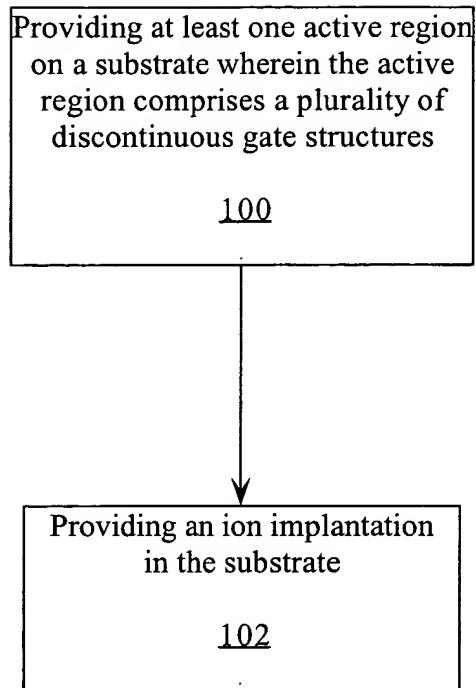 Providing at least one active region
on a substrate wherein the active
region comprises a plurality of
discontinuous gate structures
100
Providing an ion implantation
in the substrate
102